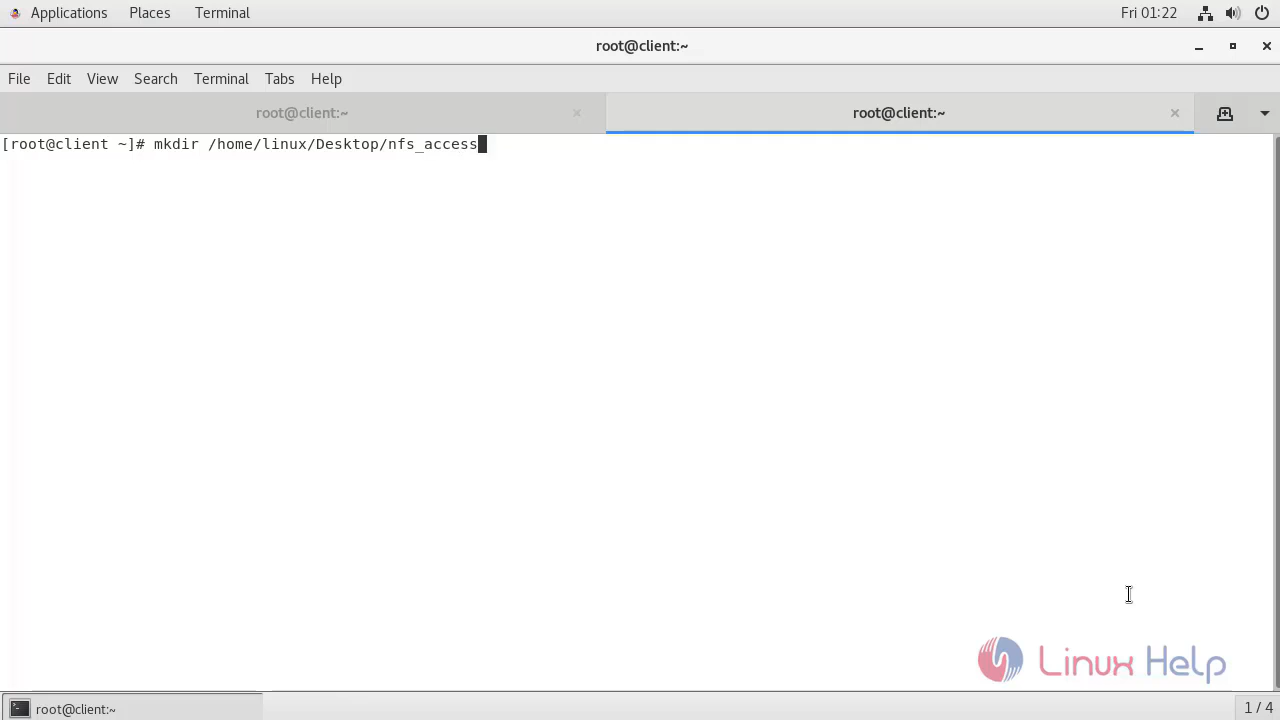 Applications Places Terminal Fri 01:22
root@client:~
File Edit View Search Terminal Tabs Help
root@client:~ root@client:~
[root@client ~]# mkdir /home/linux/Desktop/nfs_access
Linux Help
root@client:~ 1 / 4